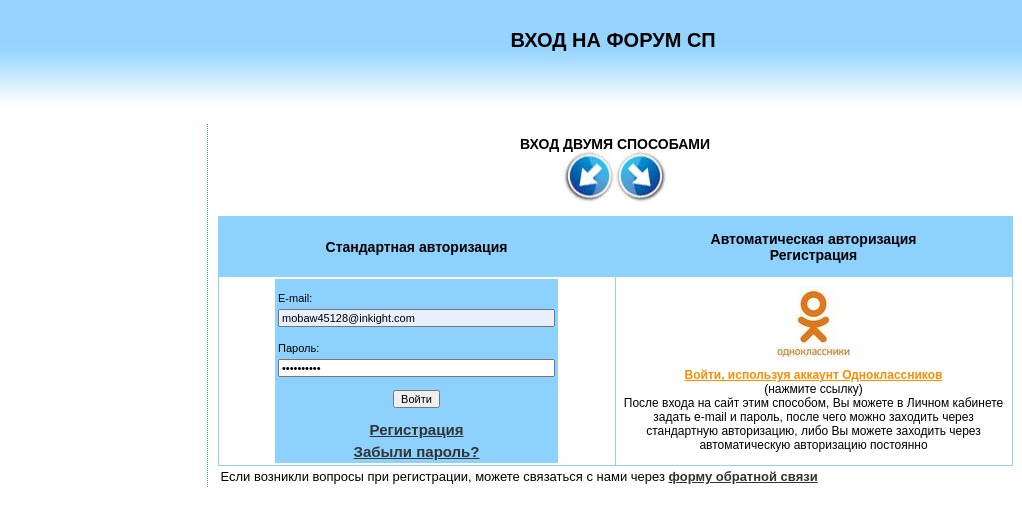 ВХОД НА ФОРУМ СП
ВХОД ДВУМЯ СПОСОБАМИ
Стандартная авторизация
Автоматическая авторизация
Регистрация
E-mail:
mobaw45128@inkight.com
Пароль:
••••••••••
Войти
Регистрация
Забыли пароль?
одноклассники
Войти, используя аккаунт Одноклассников
(нажмите ссылку)
После входа на сайт этим способом, Вы можете в Личном кабинете
задать e-mail и пароль, после чего можно заходить через
стандартную авторизацию, либо Вы можете заходить через
автоматическую авторизацию постоянно
Если возникли вопросы при регистрации, можете связаться с нами через форму обратной связи